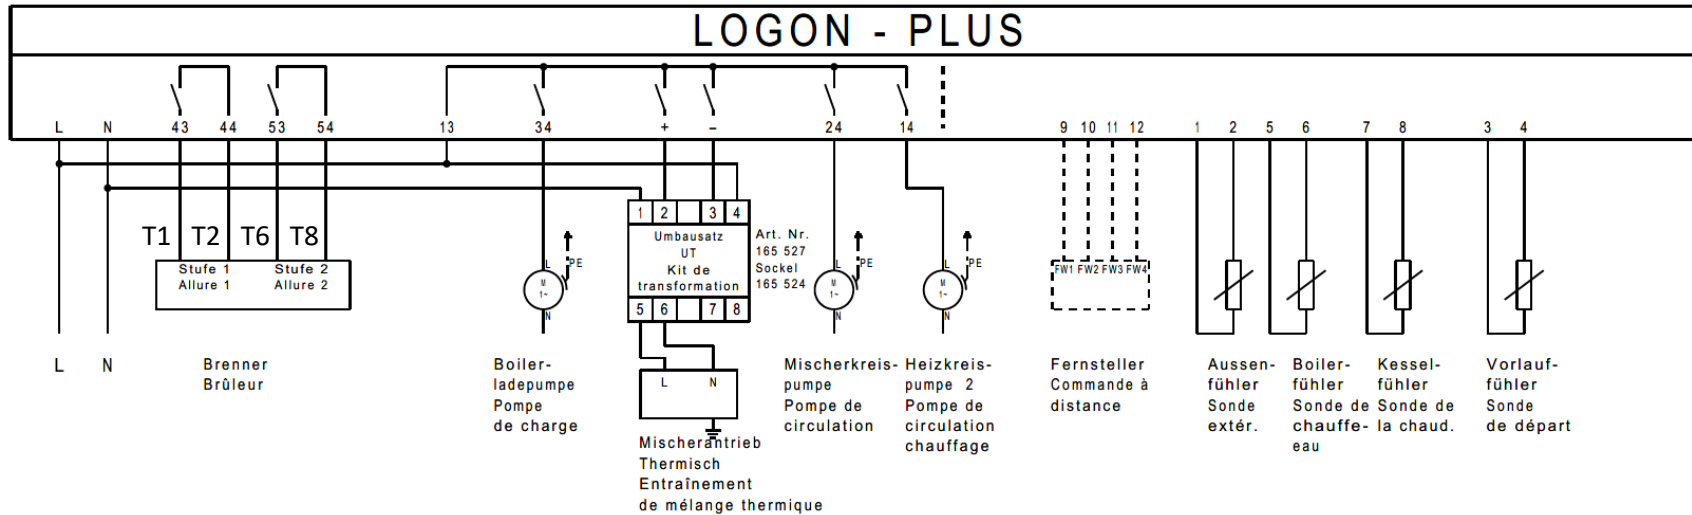 LOGON - PLUS
L N 43 44 53 54 13 34 + - 24 14 9 10 11 12 1 2 5 6 7 8 3 4
T1 T2 T6 T8
Stufe 1 Stufe 2
Allure 1 Allure 2
L PE
M
1~
N
1 2 3 4
Umbausatz
UT
Kit de
transformation
5 6 7 8
Art. Nr.
165 527
Sockel
165 524
L N
L PE
M
1~
N
L PE
M
1~
N
FW1 FW2 FW3 FW4
L N
Brenner
Brûleur
Boiler-
ladepumpe
Pompe
de charge
Mischerantrieb
Thermisch
Entraînement
de mélange thermique
Mischerkreis-
pumpe
Pompe de
circulation
Heizkreis-
pumpe 2
Pompe de
circulation
chauffage
Fernsteller
Commande à
distance
Aussen-
fühler
Sonde
extér.
Boiler-
fühler
Sonde de
chauffe-
eau
Kessel-
fühler
Sonde de
la chaud.
Vorlauf-
fühler
Sonde
de départ